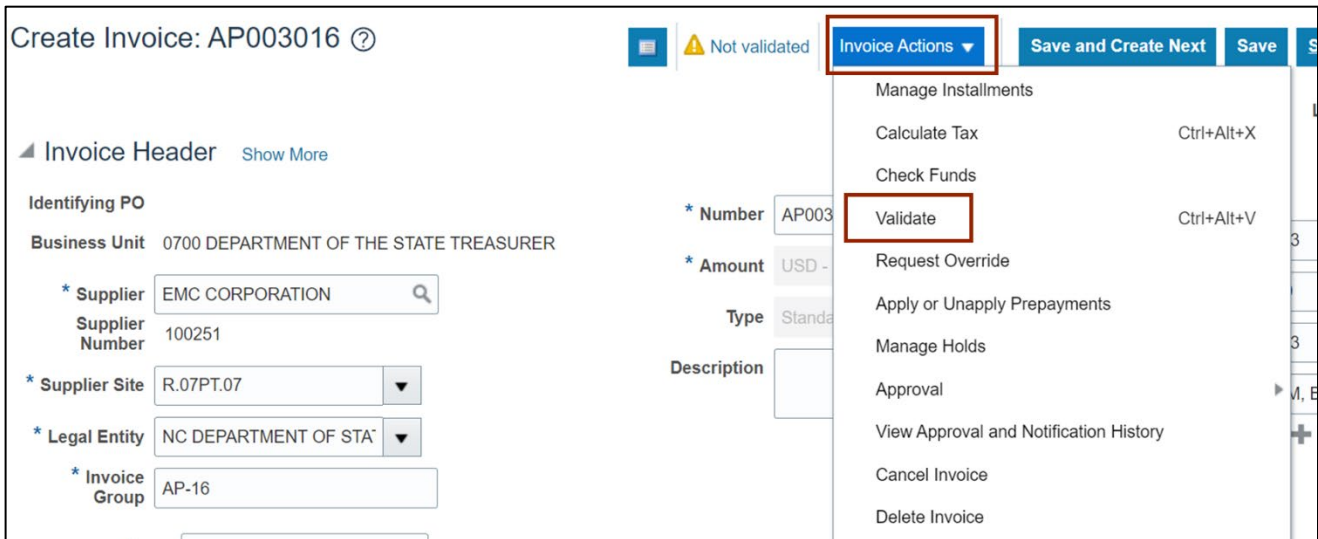 Create Invoice: AP003016 ?
Not validated
Invoice Actions
Save and Create Next
Save
Manage Installments
Calculate Tax Ctrl+Alt+X
Check Funds
Validate Ctrl+Alt+V
Request Override
Apply or Unapply Prepayments
Manage Holds
Approval
View Approval and Notification History
Cancel Invoice
Delete Invoice
Invoice Header Show More
Identifying PO
Business Unit 0700 DEPARTMENT OF THE STATE TREASURER
* Supplier EMC CORPORATION
Supplier
Number 100251
* Supplier Site R.07PT.07
* Legal Entity NC DEPARTMENT OF STAT
* Invoice
Group AP-16
* Number AP003
* Amount USD -
Type Standa
Description